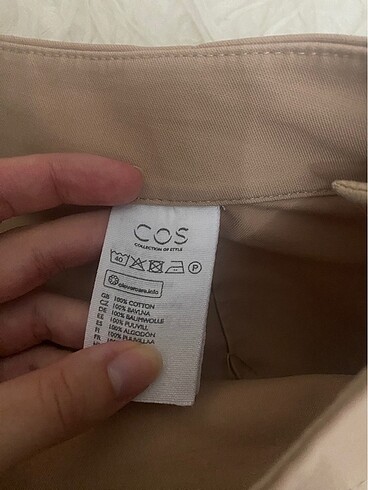 COS
COLLECTION OF STYLE
40 P
clevercare.info
GB 100% COTTON
CZ 100% BAVLNA
DE 100% BAUMWOLLE
EE 100% PUUVILL
ES 100% ALGODÓN
FI 100% PUUVILLAA
FR